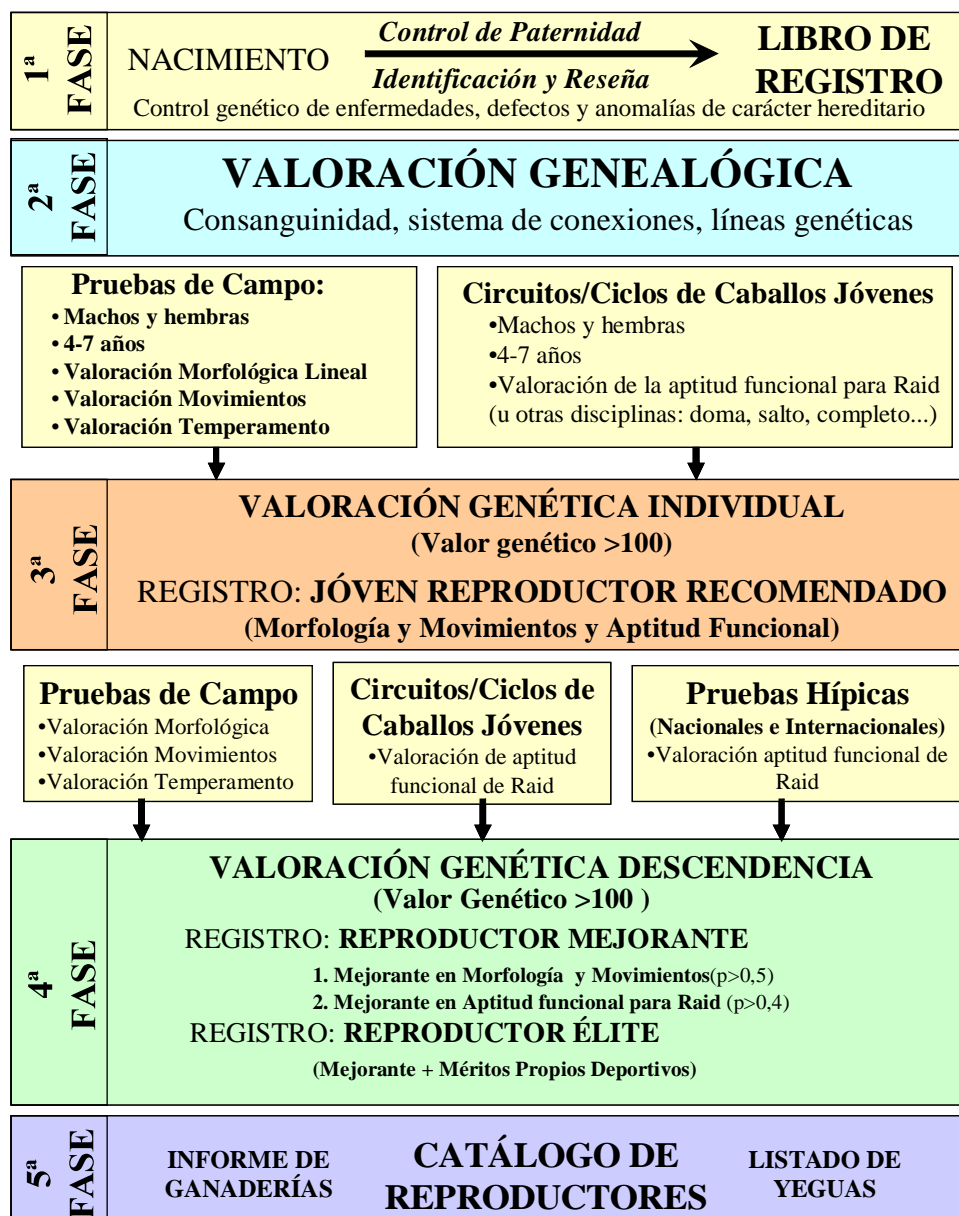 1ª
FASE
NACIMIENTO
Control de Paternidad
Identificación y Reseña
LIBRO DE
REGISTRO
Control genético de enfermedades, defectos y anomalías de carácter hereditario
2ª
FASE
VALORACIÓN GENEALÓGICA
Consanguinidad, sistema de conexiones, líneas genéticas
Pruebas de Campo:
• Machos y hembras
• 4-7 años
• Valoración Morfológica Lineal
• Valoración Movimientos
• Valoración Temperamento
Circuitos/Ciclos de Caballos Jóvenes
•Machos y hembras
•4-7 años
•Valoración de la aptitud funcional para Raid
(u otras disciplinas: doma, salto, completo...)
3ª
FASE
VALORACIÓN GENÉTICA INDIVIDUAL
(Valor genético >100)
REGISTRO: JÓVEN REPRODUCTOR RECOMENDADO
(Morfología y Movimientos y Aptitud Funcional)
Pruebas de Campo
•Valoración Morfológica
•Valoración Movimientos
•Valoración Temperamento
Circuitos/Ciclos de
Caballos Jóvenes
•Valoración de aptitud
funcional de Raid
Pruebas Hípicas
(Nacionales e Internacionales)
•Valoración aptitud funcional de
Raid
4ª
FASE
VALORACIÓN GENÉTICA DESCENDENCIA
(Valor Genético >100 )
REGISTRO: REPRODUCTOR MEJORANTE
1. Mejorante en Morfología y Movimientos(p>0,5)
2. Mejorante en Aptitud funcional para Raid (p>0,4)
REGISTRO: REPRODUCTOR ÉLITE
(Mejorante + Méritos Propios Deportivos)
5ª
FASE
INFORME DE
GANADERÍAS
CATÁLOGO DE
REPRODUCTORES
LISTADO DE
YEGUAS